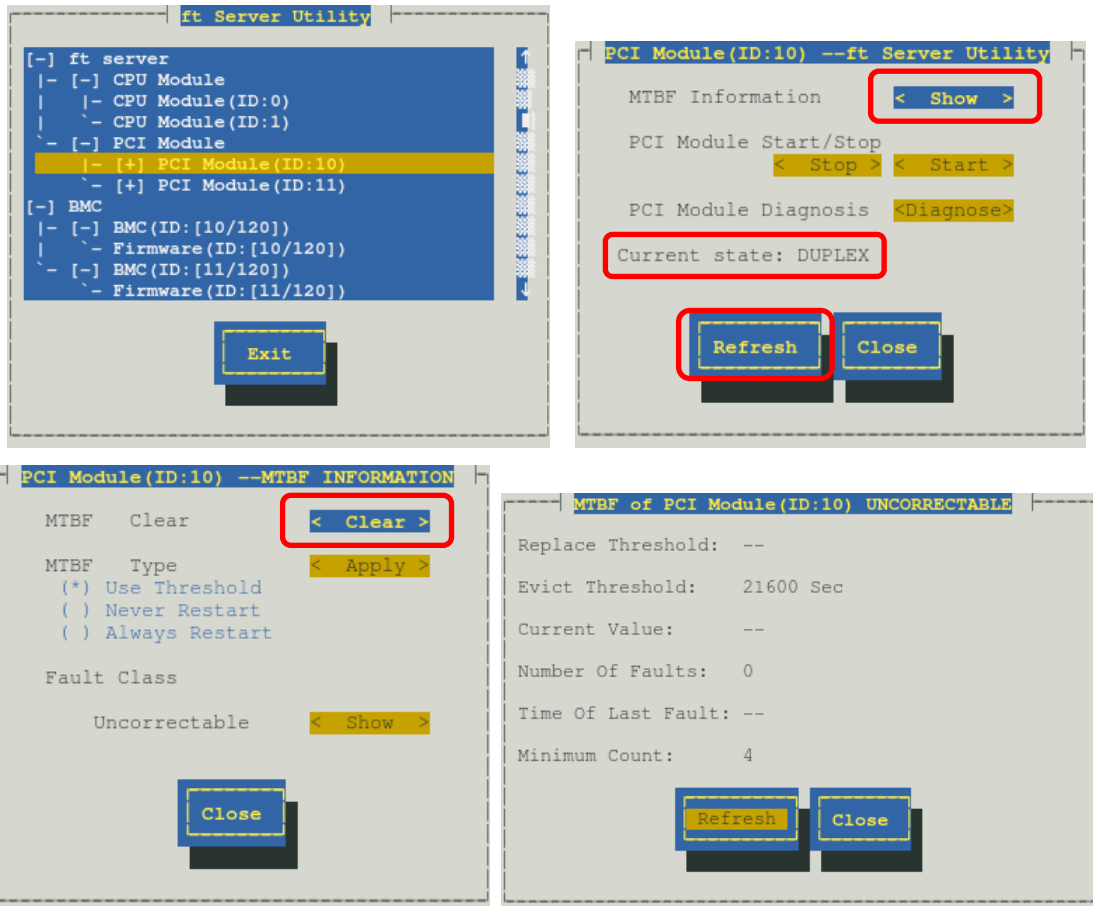 ft Server Utility
[-] ft server
|- [-] CPU Module
|   |- CPU Module(ID:0)
|   `- CPU Module(ID:1)
`- [-] PCI Module
|- [+] PCI Module(ID:10)
`- [+] PCI Module(ID:11)
[-] BMC
|- [-] BMC(ID:[10/120])
|   `- Firmware(ID:[10/120])
`- [-] BMC(ID:[11/120])
`- Firmware(ID:[11/120])
Exit
PCI Module(ID:10) --ft Server Utility
MTBF Information < Show >
PCI Module Start/Stop
< Stop > < Start >
PCI Module Diagnosis <Diagnose>
Current state: DUPLEX
Refresh Close
PCI Module(ID:10) --MTBF INFORMATION
MTBF Clear < Clear >
MTBF Type < Apply >
(*) Use Threshold
( ) Never Restart
( ) Always Restart
Fault Class
Uncorrectable < Show >
Close
MTBF of PCI Module(ID:10) UNCORRECTABLE
Replace Threshold: --
Evict Threshold: 21600 Sec
Current Value: --
Number Of Faults: 0
Time Of Last Fault: --
Minimum Count: 4
Refresh Close